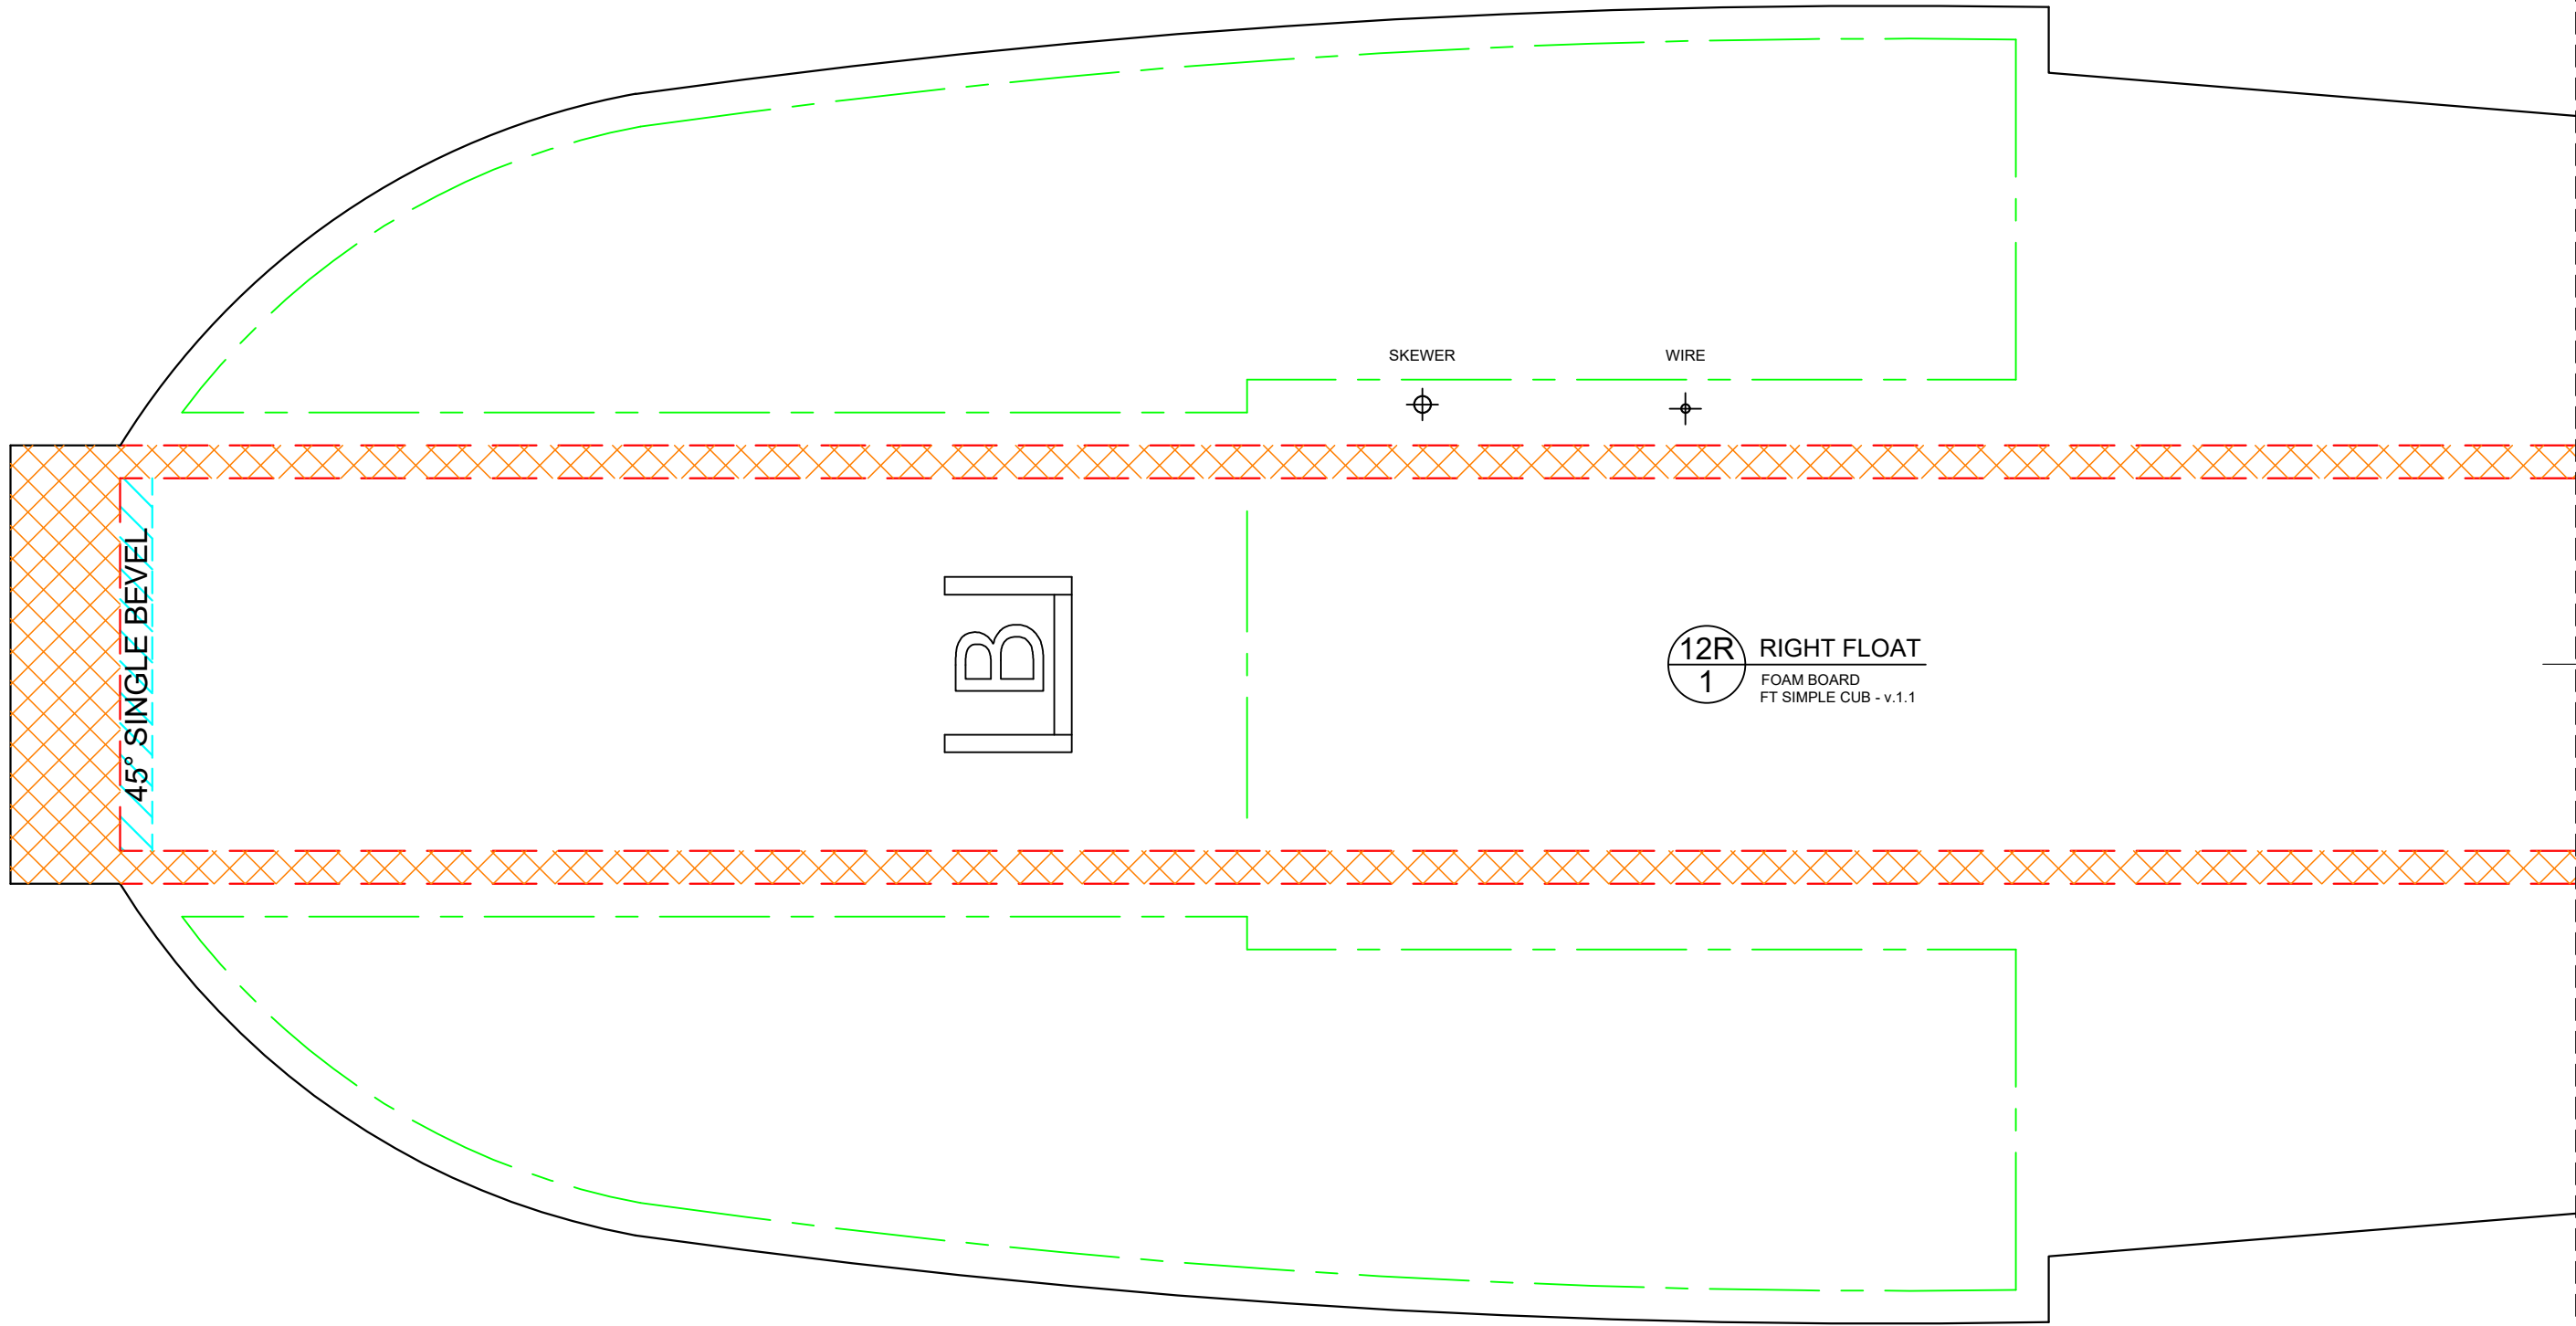 SKEWER
WIRE
45° SINGLE BEVEL
B
12R
1
RIGHT FLOAT
FOAM BOARD
FT SIMPLE CUB - v.1.1